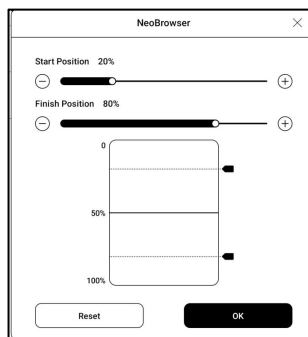 NeoBrowser
Start Position 20%
Finish Position 80%
0
50%
100%
Reset OK